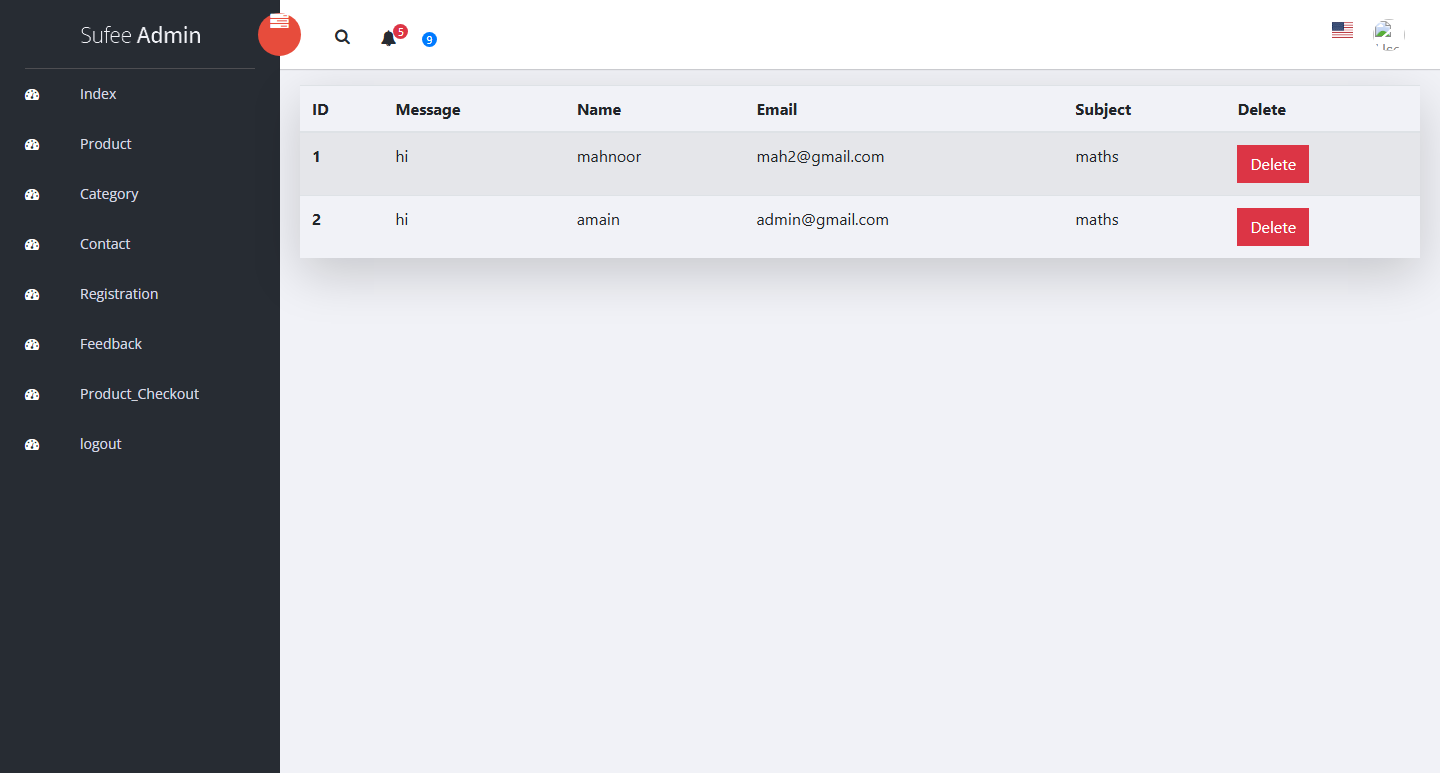 Sufee Admin
5
9
Index
Product
Category
Contact
Registration
Feedback
Product_Checkout
logout
ID Message Name Email Subject Delete
1 hi mahnoor mah2@gmail.com maths Delete
2 hi amain admin@gmail.com maths Delete